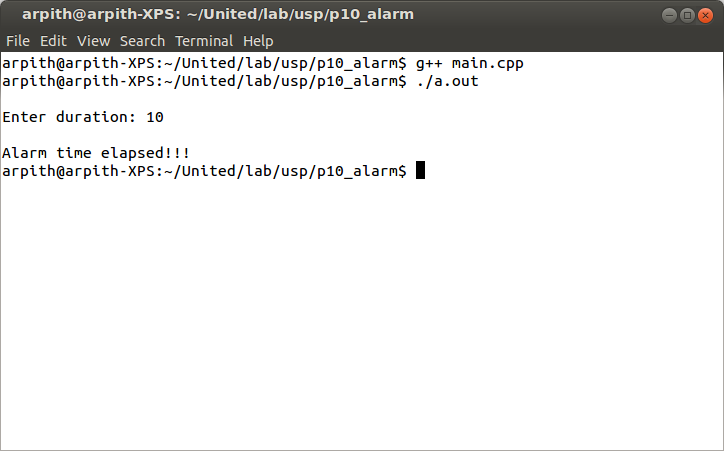 arpith@arpith-XPS: ~/United/lab/usp/p10_alarm
File Edit View Search Terminal Help
arpith@arpith-XPS:~/United/lab/usp/p10_alarm$ g++ main.cpp
arpith@arpith-XPS:~/United/lab/usp/p10_alarm$ ./a.out
Enter duration: 10
Alarm time elapsed!!!
arpith@arpith-XPS:~/United/lab/usp/p10_alarm$